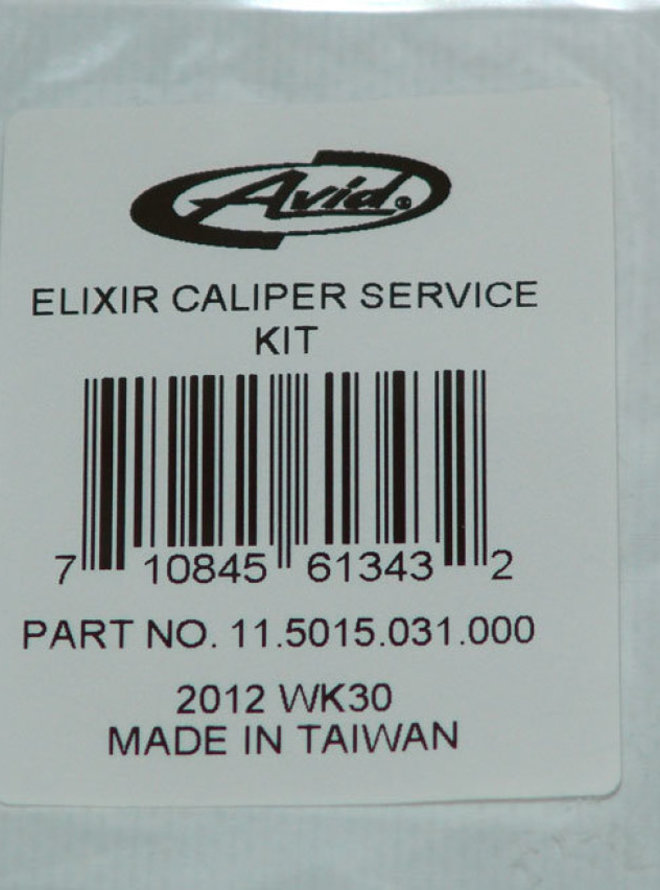 Avid®
ELIXIR CALIPER SERVICE
KIT
7 10845 61343 2
PART NO. 11.5015.031.000
2012 WK30
MADE IN TAIWAN